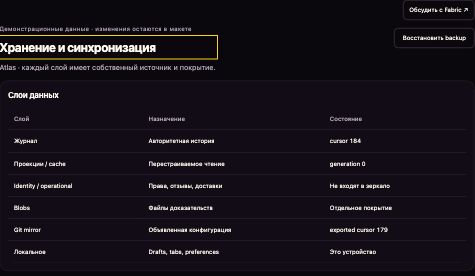 Обсудить с Fabric ↗
Демонстрационные данные · изменения остаются в макете
Хранение и синхронизация
Восстановить backup
Atlas · каждый слой имеет собственный источник и покрытие.
Слои данных
Слой Назначение Состояние
Журнал Авторитетная история cursor 184
Проекции / cache Перестраиваемое чтение generation 0
Identity / operational Права, отзывы, доставки Не входят в зеркало
Blobs Файлы доказательств Отдельное покрытие
Git mirror Объявленная конфигурация exported cursor 179
Локальное Drafts, tabs, preferences Это устройство